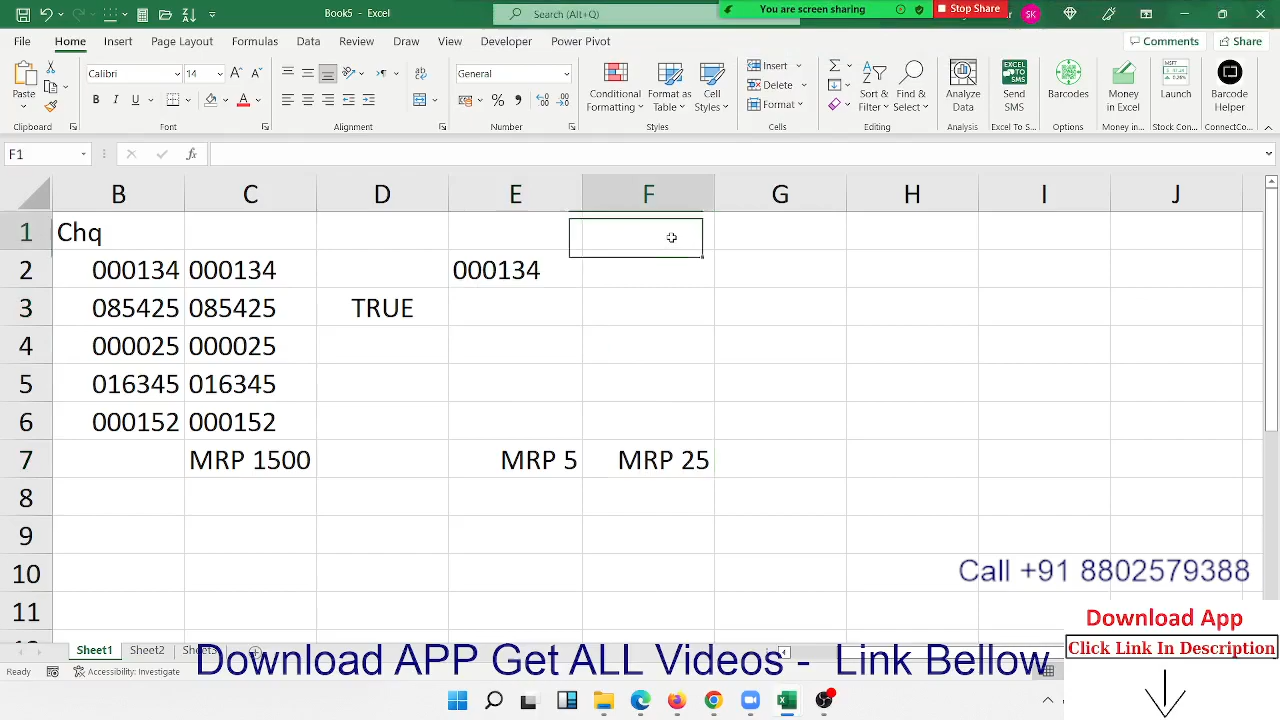 Book5 - Excel
Search (Alt+Q)
You are screen sharing
Stop Share
SK
File Home Insert Page Layout Formulas Data Review Draw View Developer Power Pivot
Comments Share
Paste
Calibri 14
General
Conditional Formatting
Format as Table
Cell Styles
Insert
Delete
Format
Sort & Filter
Find & Select
Analyze Data
Send SMS
Barcodes
Money in Excel
Launch
Barcode Helper
Clipboard Font Alignment Number Styles Cells Editing Analysis Excel To S... Options Money in... Stock Con... ConnectCo...
F1 fx
B C D E F G H I J
1 Chq
2 000134 000134 000134
3 085425 085425 TRUE
4 000025 000025
5 016345 016345
6 000152 000152
7 MRP 1500 MRP 5 MRP 25
8
9
10
11
Call +91 8802579388
Download App
Click Link In Description
Sheet1 Sheet2 Sheet3
Download APP Get ALL Videos - Link Bellow
Ready Accessibility: Investigate